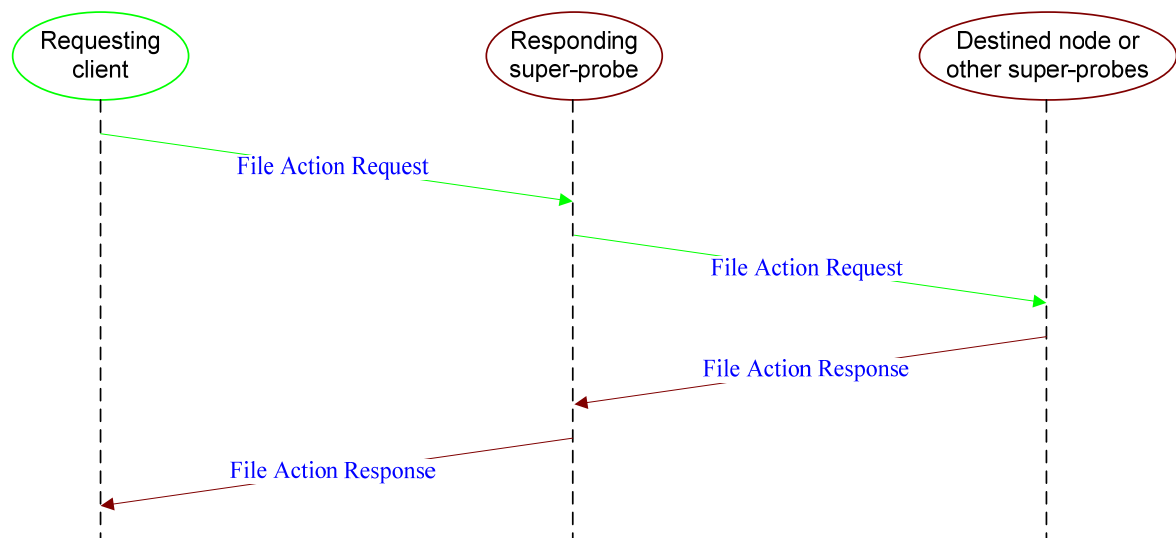 Requesting
client
Responding
super-probe
Destined node or
other super-probes
File Action Request
File Action Request
File Action Response
File Action Response